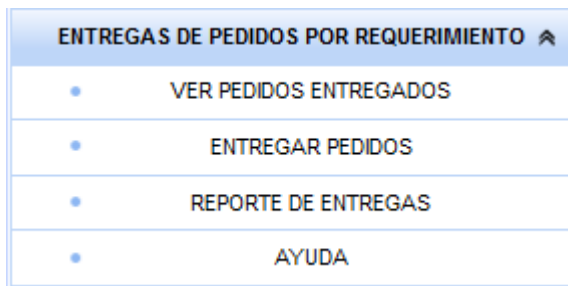 ENTREGAS DE PEDIDOS POR REQUERIMIENTO
VER PEDIDOS ENTREGADOS
ENTREGAR PEDIDOS
REPORTE DE ENTREGAS
AYUDA